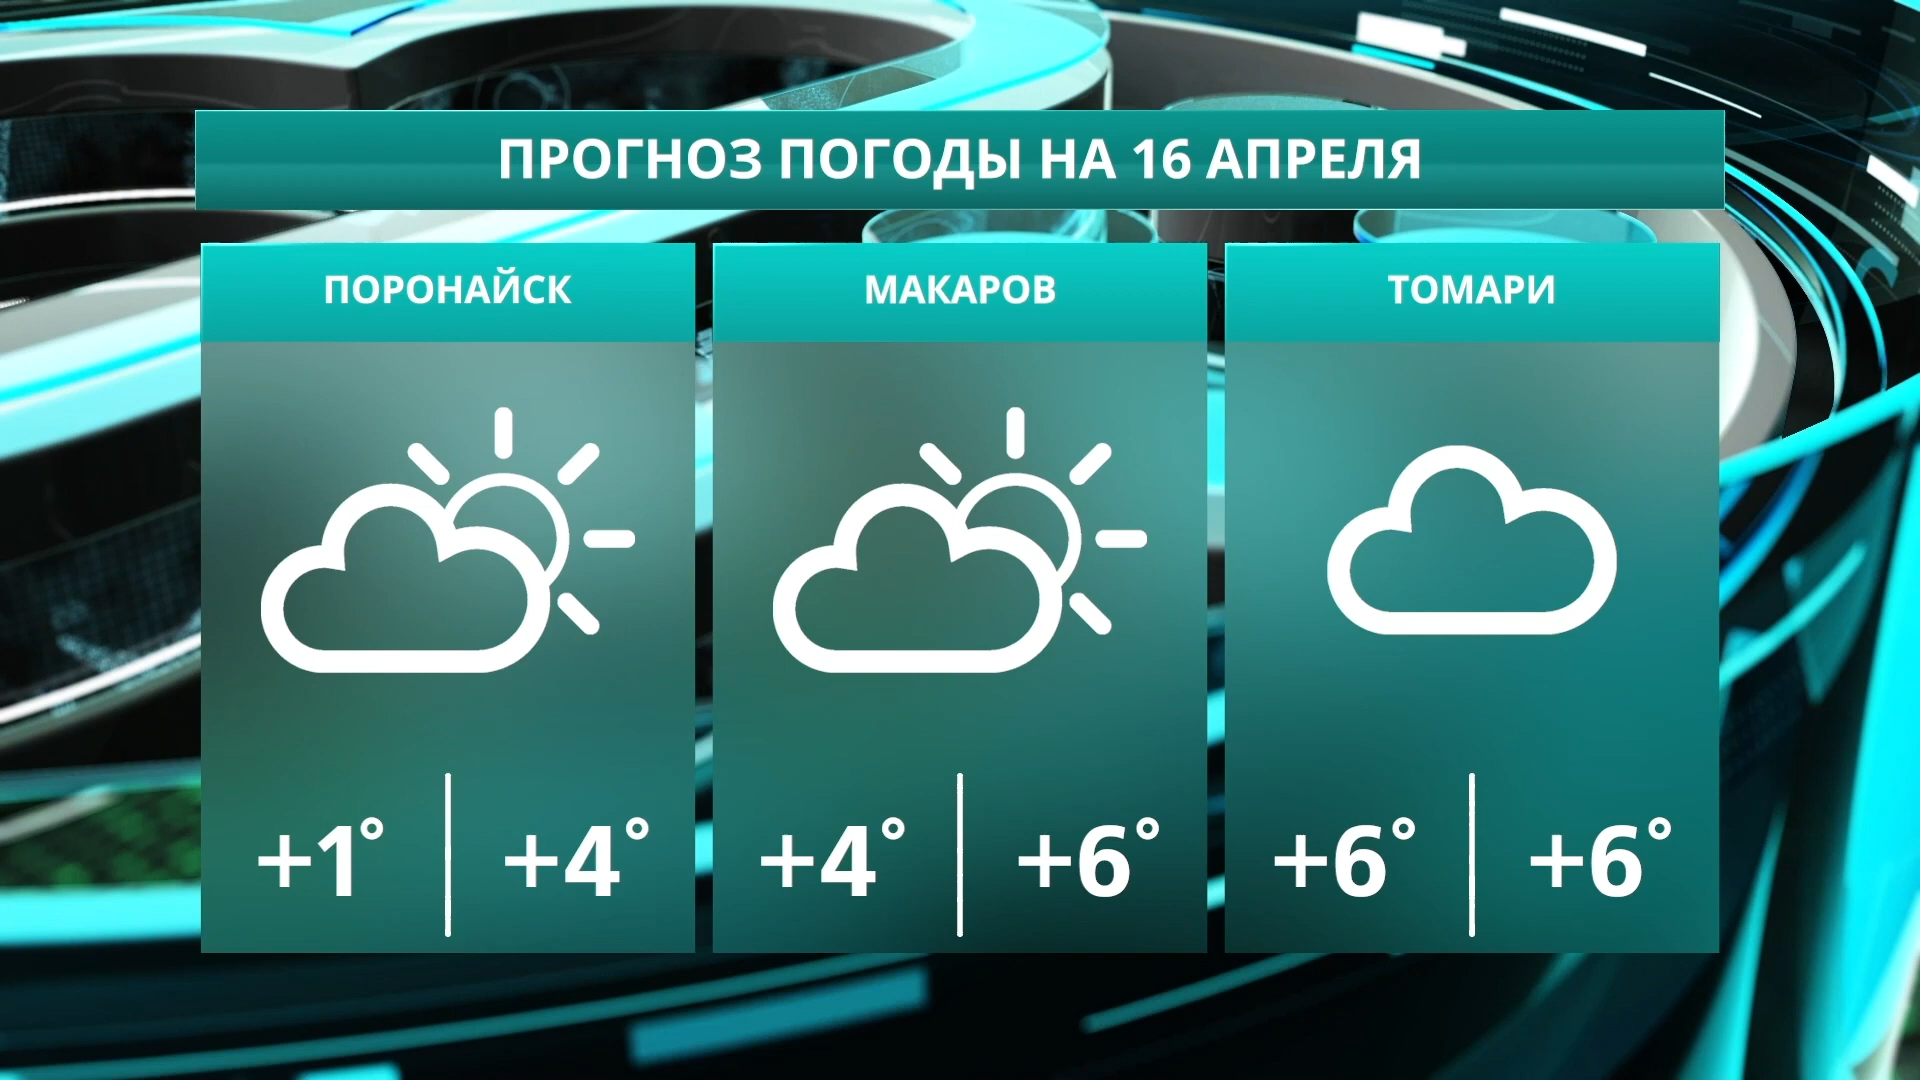 ПРОГНОЗ ПОГОДЫ НА 16 АПРЕЛЯ
ПОРОНАЙСК
+1° +4°
МАКАРОВ
+4° +6°
ТОМАРИ
+6° +6°